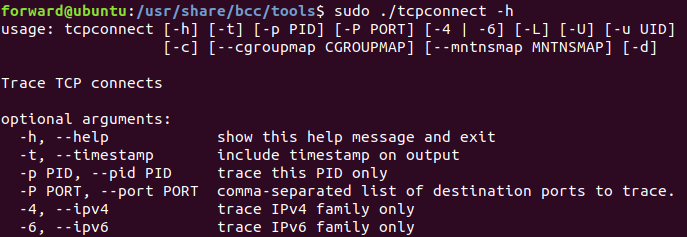 forward@ubuntu:/usr/share/bcc/tools$ sudo ./tcpconnect -h
usage: tcpconnect [-h] [-t] [-p PID] [-P PORT] [-4 | -6] [-L] [-U] [-u UID]
                  [-c] [--cgroupmap CGROUPMAP] [--mntnsmap MNTNSMAP] [-d]

Trace TCP connects

optional arguments:
  -h, --help            show this help message and exit
  -t, --timestamp       include timestamp on output
  -p PID, --pid PID     trace this PID only
  -P PORT, --port PORT  comma-separated list of destination ports to trace.
  -4, --ipv4            trace IPv4 family only
  -6, --ipv6            trace IPv6 family only